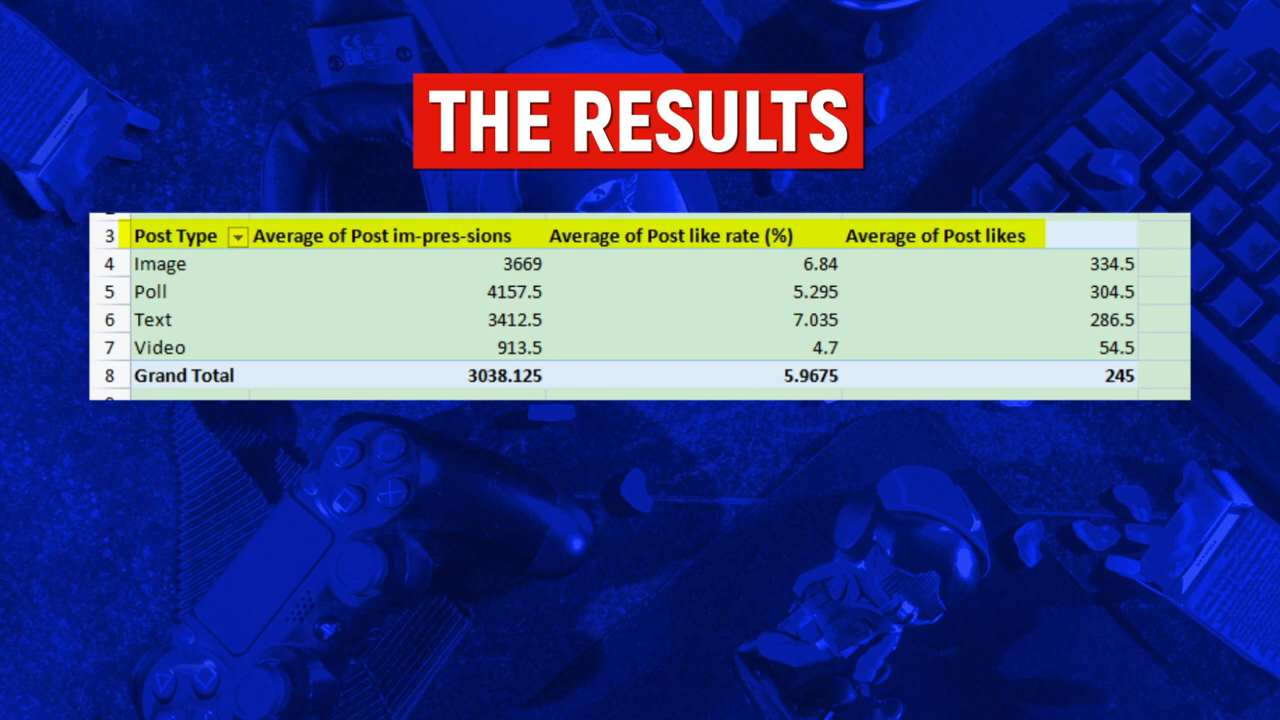 THE RESULTS
3 Post Type Average of Post im-pres-sions Average of Post like rate (%) Average of Post likes
4 Image 3669 6.84 334.5
5 Poll 4157.5 5.295 304.5
6 Text 3412.5 7.035 286.5
7 Video 913.5 4.7 54.5
8 Grand Total 3038.125 5.9675 245